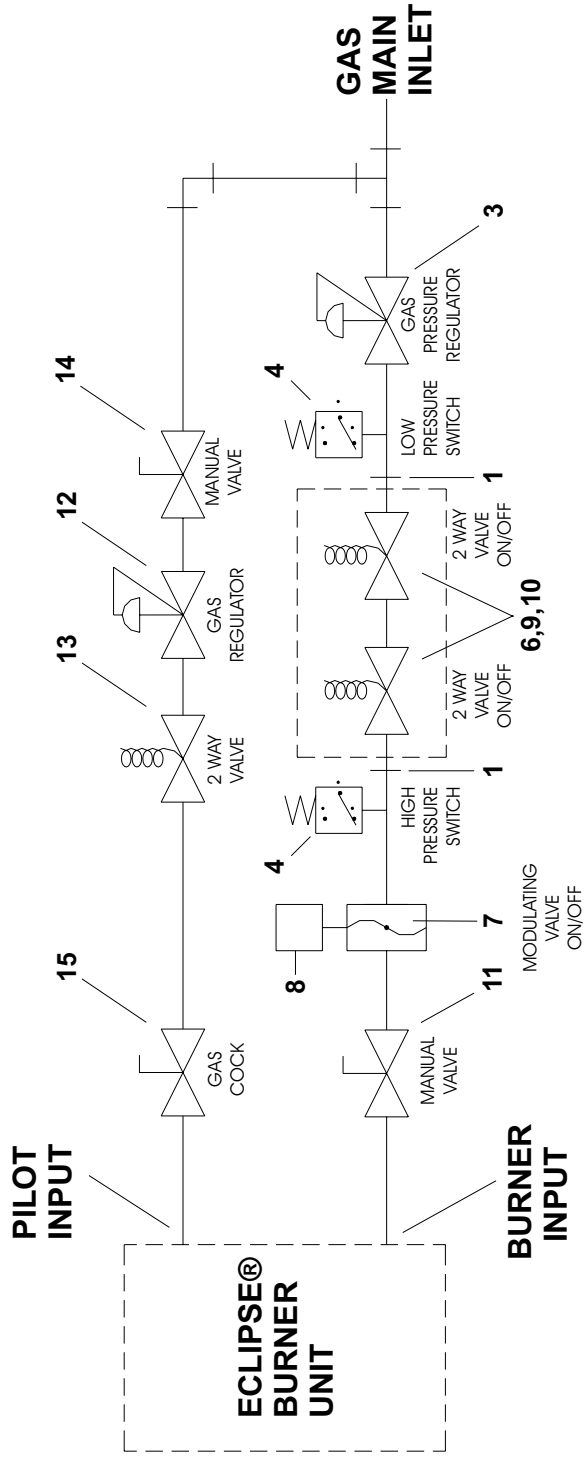 PILOT
INPUT
15
13
12
14
GAS
COCK
2 WAY
VALVE
GAS
REGULATOR
MANUAL
VALVE
GAS
MAIN
INLET
ECLIPSE®
BURNER
UNIT
8
4
4
BURNER
INPUT
MANUAL
VALVE
11
7
MODULATING
VALVE
ON/OFF
HIGH
PRESSURE
SWITCH
1
2 WAY
VALVE
ON/OFF
2 WAY
VALVE
ON/OFF
6,9,10
1
LOW
PRESSURE
SWITCH
GAS
PRESSURE
REGULATOR
3